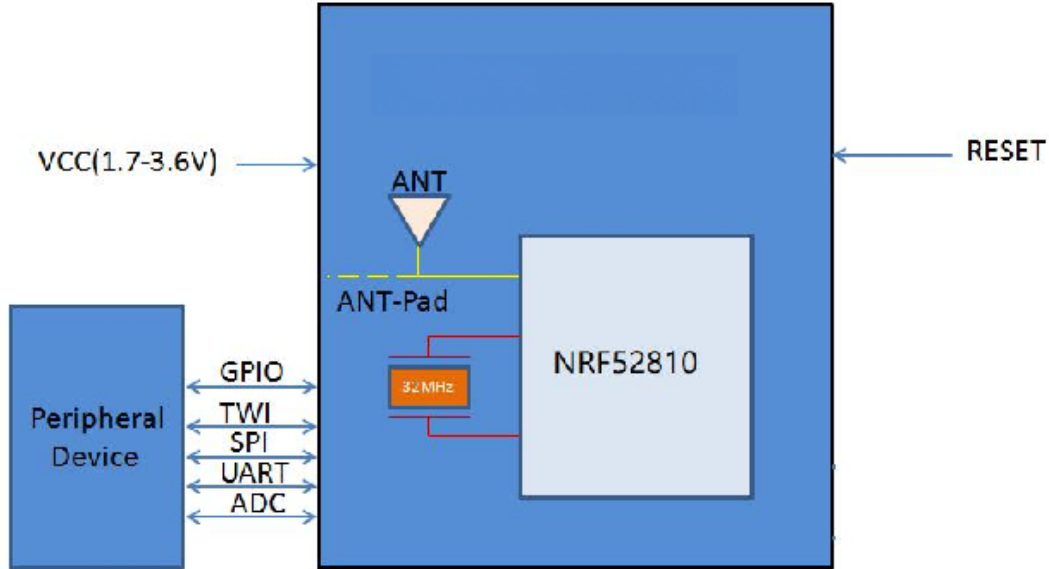 VCC(1.7-3.6V)
RESET
ANT
ANT-Pad
NRF52810
32MHz
Peripheral
Device
GPIO
TWI
SPI
UART
ADC